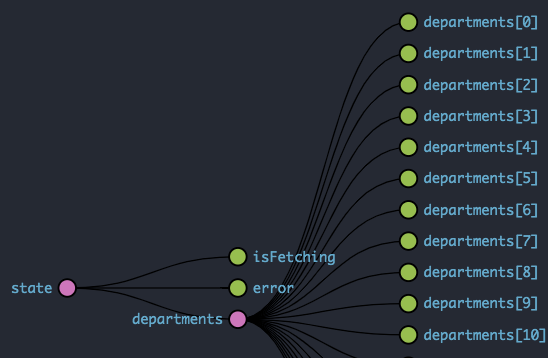 departments[0]
departments[1]
departments[2]
departments[3]
departments[4]
departments[5]
departments[6]
departments[7]
isFetching
departments[8]
state
error
departments[9]
departments
departments[10]